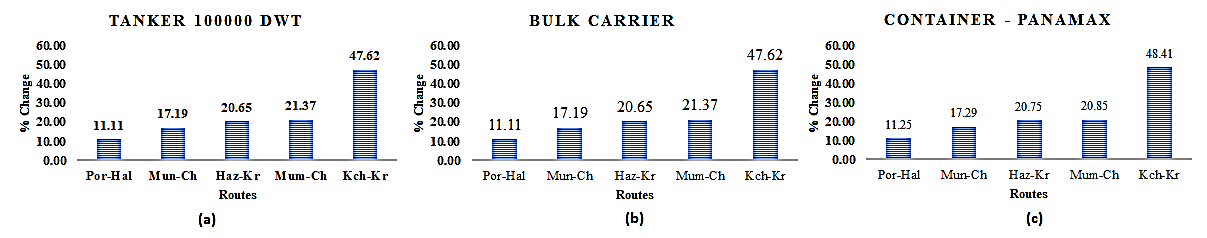 TANKER 100000 DWT
% Change
60.00
50.00
40.00
30.00
20.00
10.00
0.00
11.11
17.19
20.65
21.37
47.62
Por-Hal Mun-Ch Haz-Kr Mum-Ch Kch-Kr
Routes
(a)
BULK CARRIER
% Change
60.00
50.00
40.00
30.00
20.00
10.00
0.00
11.11
17.19
20.65
21.37
47.62
Por-Hal Mun-Ch Haz-Kr Mum-Ch Kch-Kr
Routes
(b)
CONTAINER - PANAMAX
% Change
60.00
50.00
40.00
30.00
20.00
10.00
0.00
11.25
17.29
20.75
20.85
48.41
Por-Hal Mun-Ch Haz-Kr Mum-Ch Kch-Kr
Routes
(c)